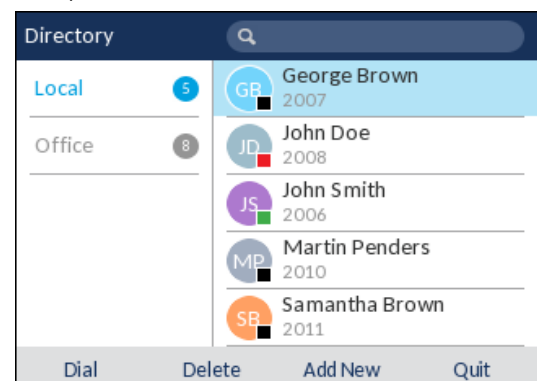 Directory
Local 5
Office 8
GB George Brown
2007
JD John Doe
2008
JS John Smith
2006
MP Martin Penders
2010
SB Samantha Brown
2011
Dial Delete Add New Quit